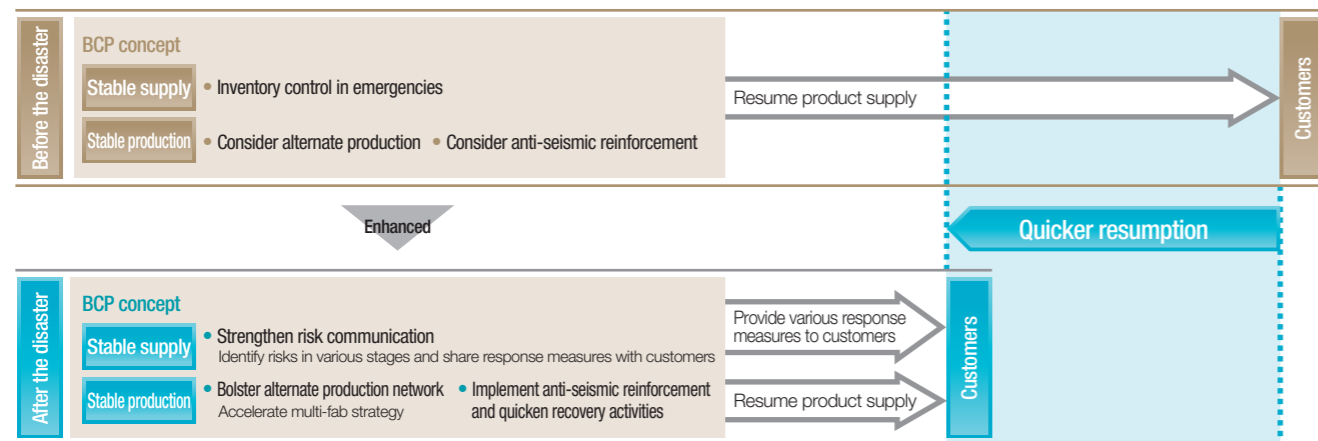 Before the disaster
BCP concept
Stable supply
• Inventory control in emergencies
Stable production
• Consider alternate production • Consider anti-seismic reinforcement
Resume product supply
Customers
Enhanced
Quicker resumption
After the disaster
BCP concept
Stable supply
• Strengthen risk communication
Identify risks in various stages and share response measures with customers
Stable production
• Bolster alternate production network
Accelerate multi-fab strategy
• Implement anti-seismic reinforcement
and quicken recovery activities
Provide various response
measures to customers
Resume product supply
Customers